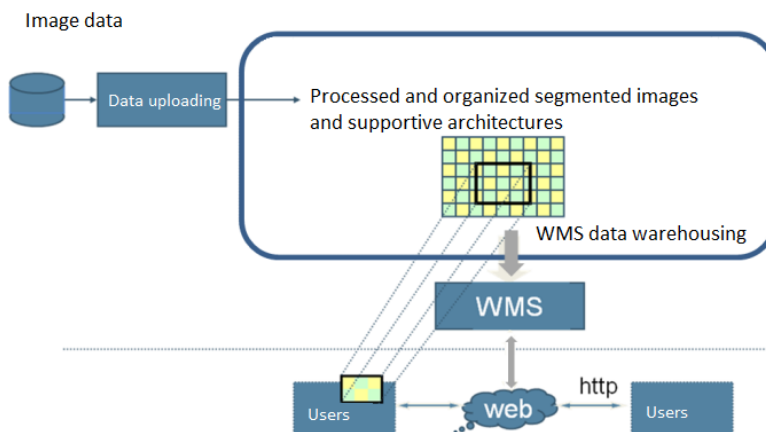 Image data
Data uploading
Processed and organized segmented images
and supportive architectures
WMS data warehousing
WMS
http
Users
web
Users